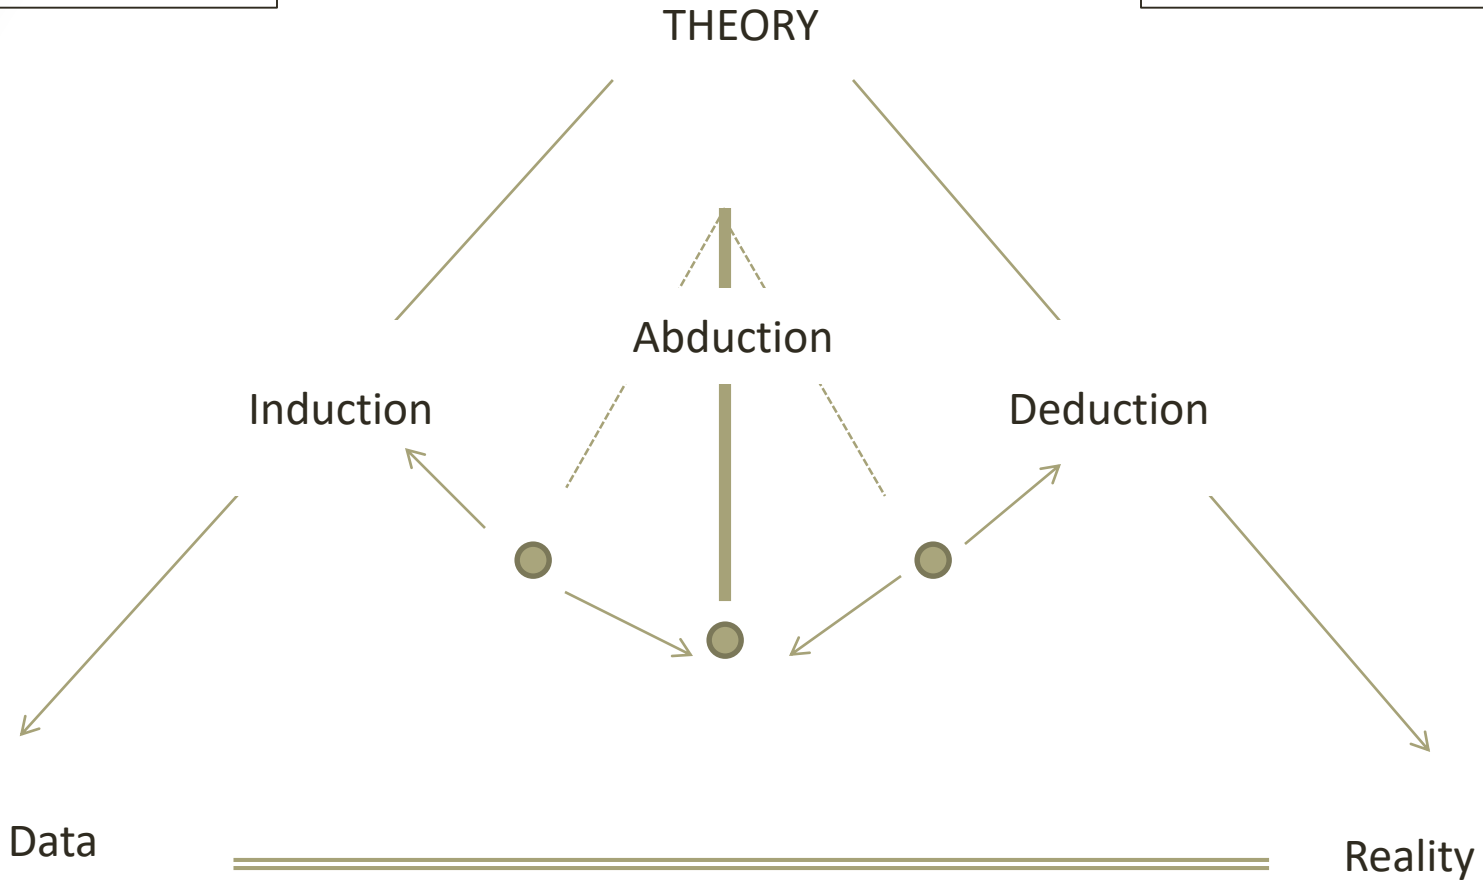 THEORY
Abduction
Induction
Deduction
Data
Reality